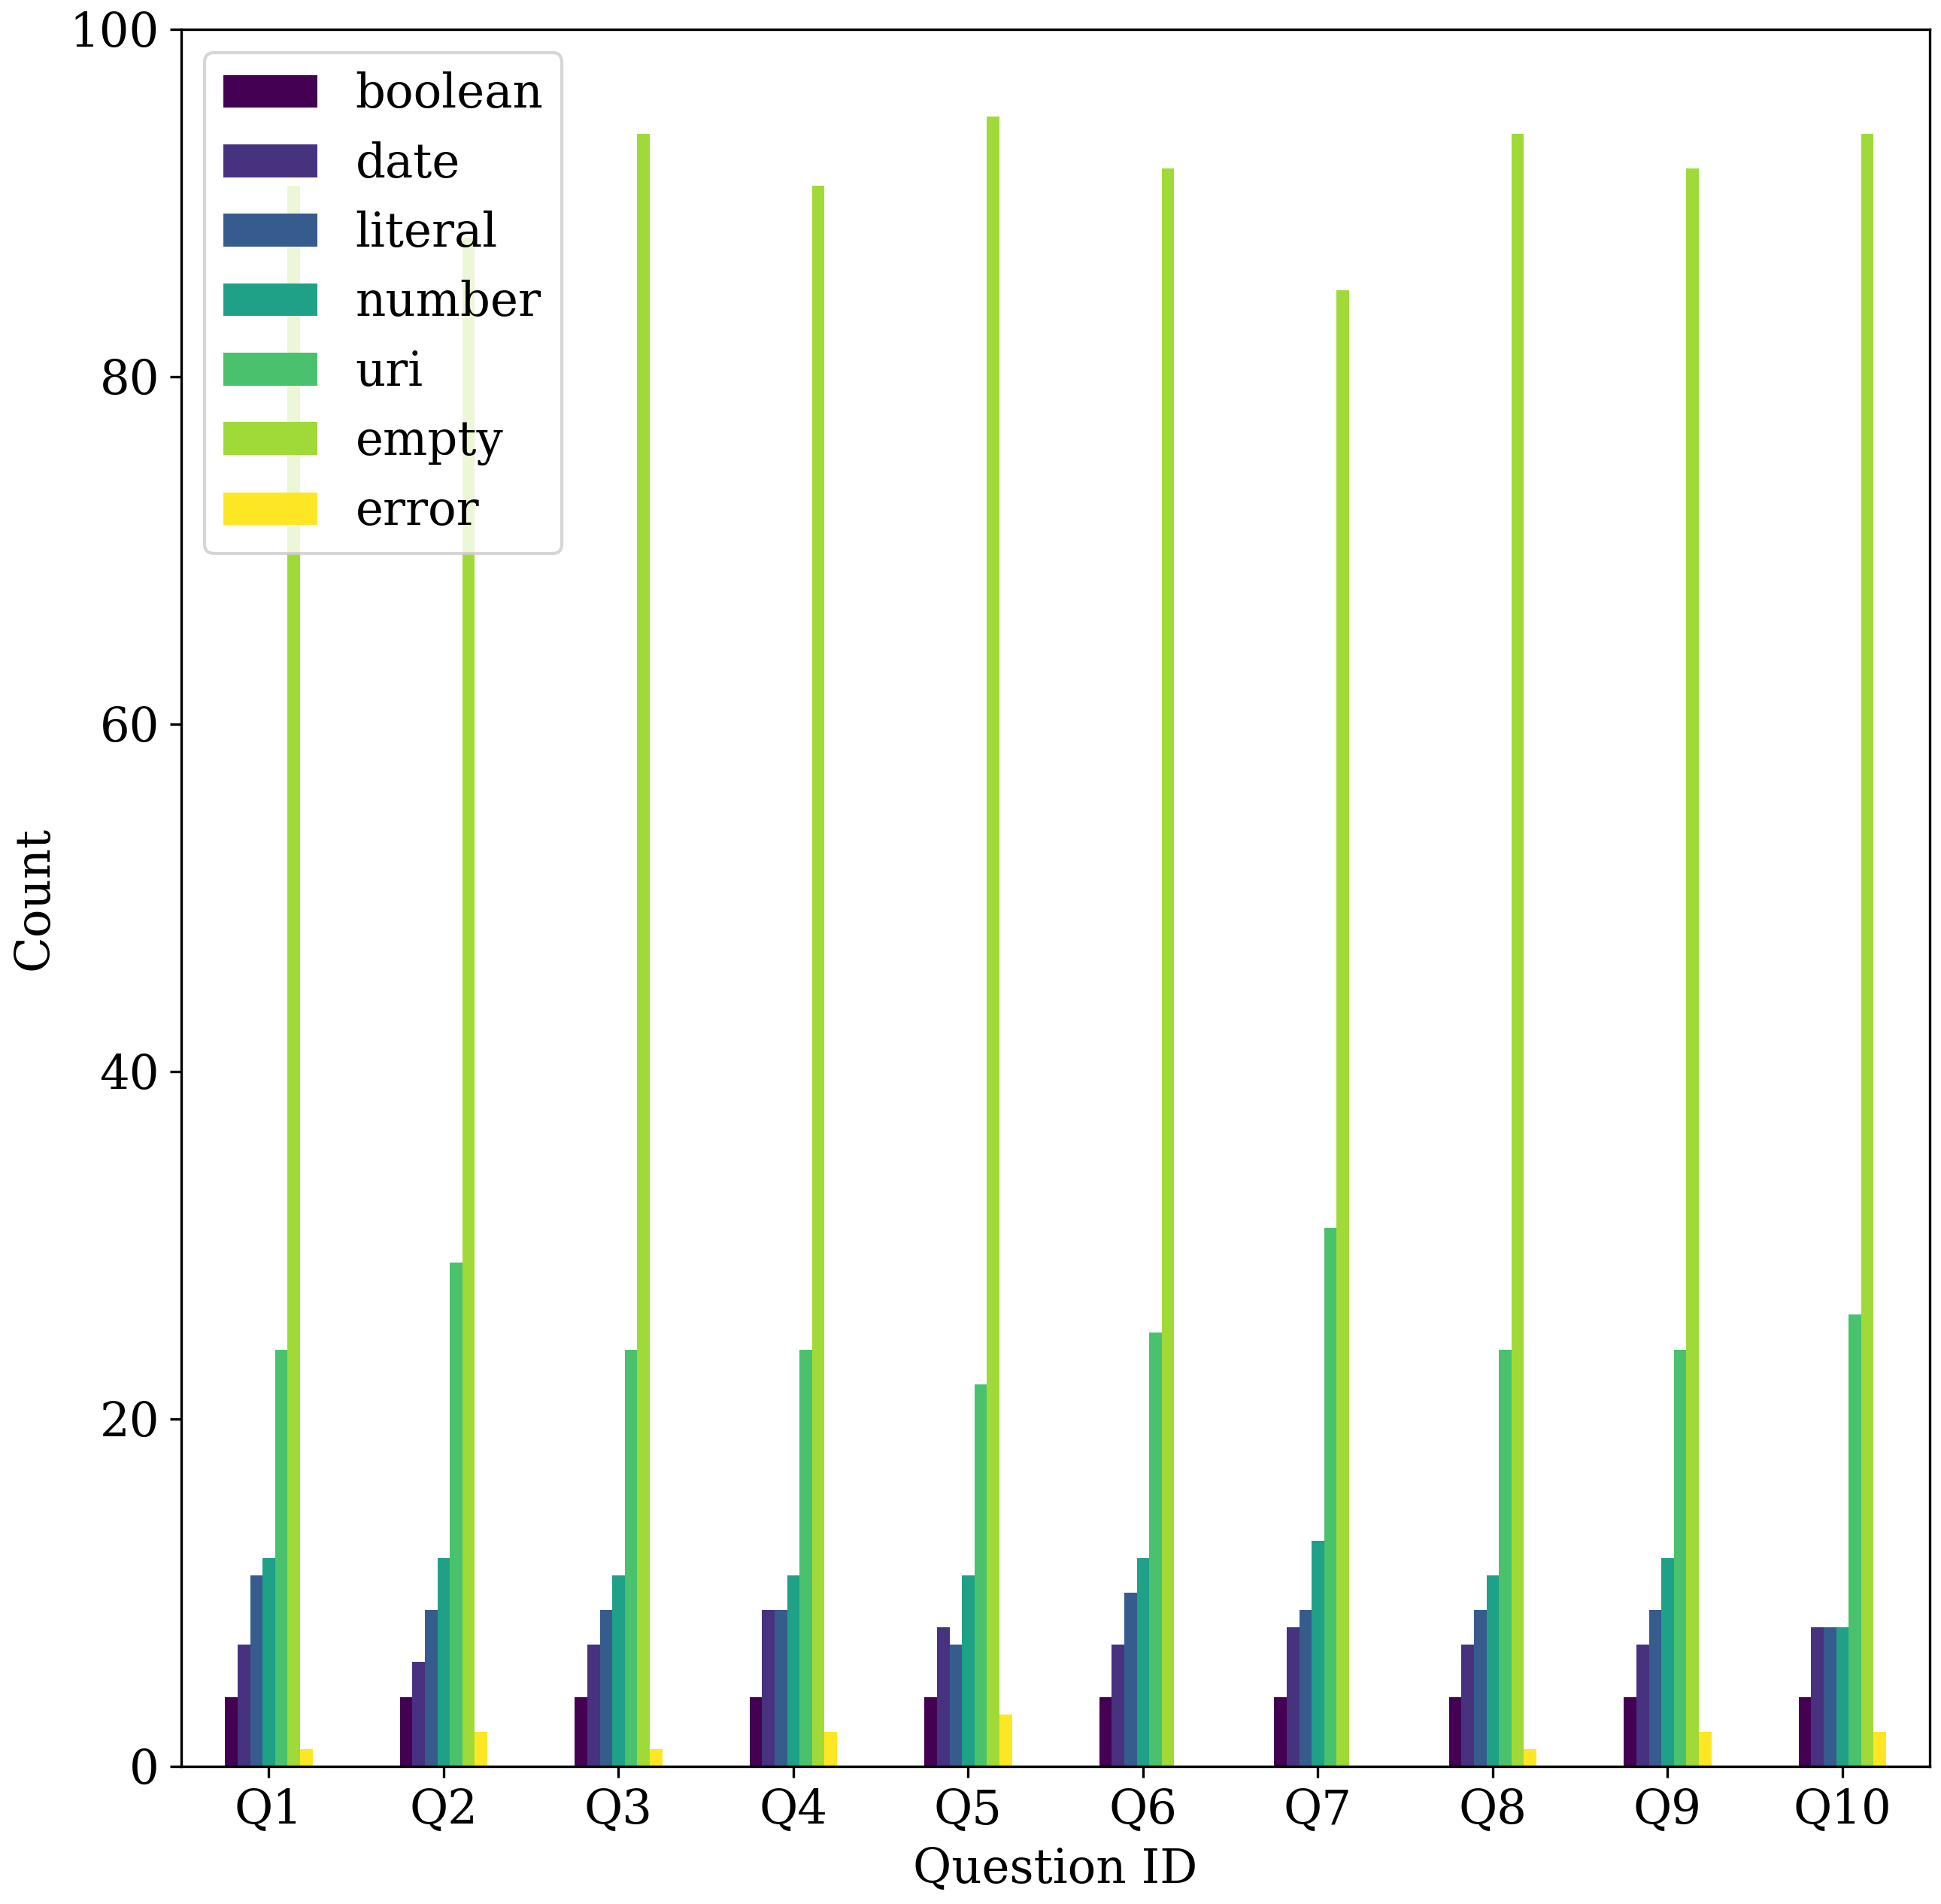 100
80
60
40
20
0
Count
boolean
date
literal
number
uri
empty
error
Q1 Q2 Q3 Q4 Q5 Q6 Q7 Q8 Q9 Q10
Question ID